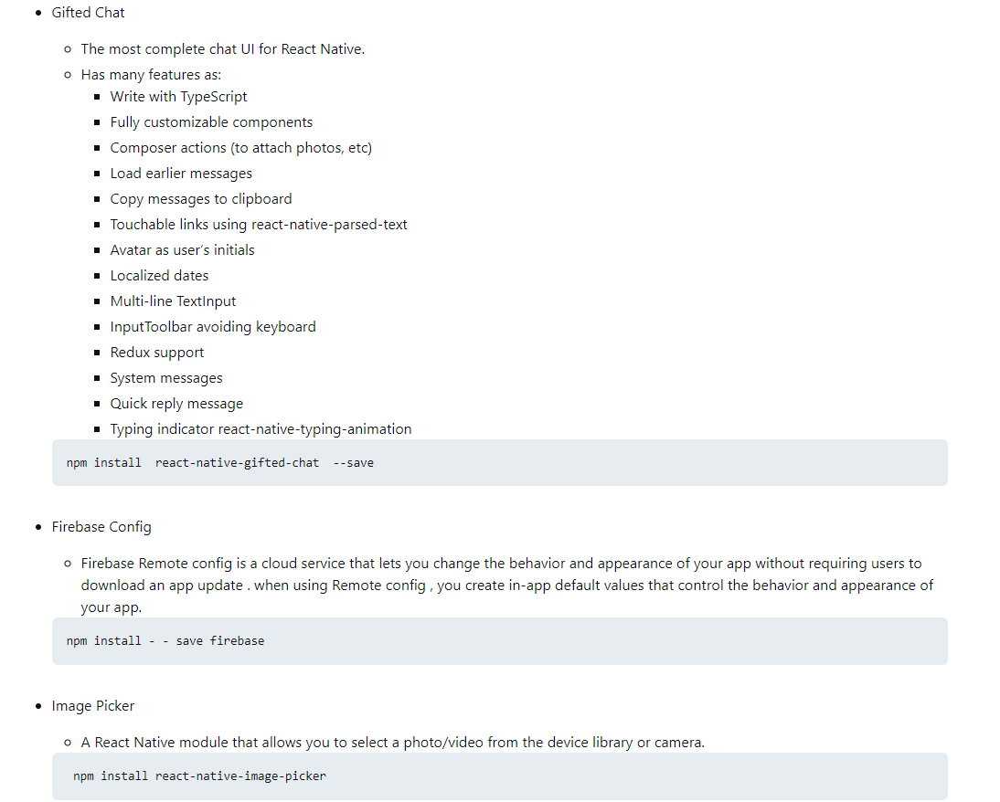 Gifted Chat
The most complete chat UI for React Native.
Has many features as:
Write with TypeScript
Fully customizable components
Composer actions (to attach photos, etc)
Load earlier messages
Copy messages to clipboard
Touchable links using react-native-parsed-text
Avatar as user's initials
Localized dates
Multi-line TextInput
InputToolbar avoiding keyboard
Redux support
System messages
Quick reply message
Typing indicator react-native-typing-animation
npm install  react-native-gifted-chat  --save
Firebase Config
Firebase Remote config is a cloud service that lets you change the behavior and appearance of your app without requiring users to
download an app update . when using Remote config , you create in-app default values that control the behavior and appearance of
your app.
npm install - - save firebase
Image Picker
A React Native module that allows you to select a photo/video from the device library or camera.
npm install react-native-image-picker